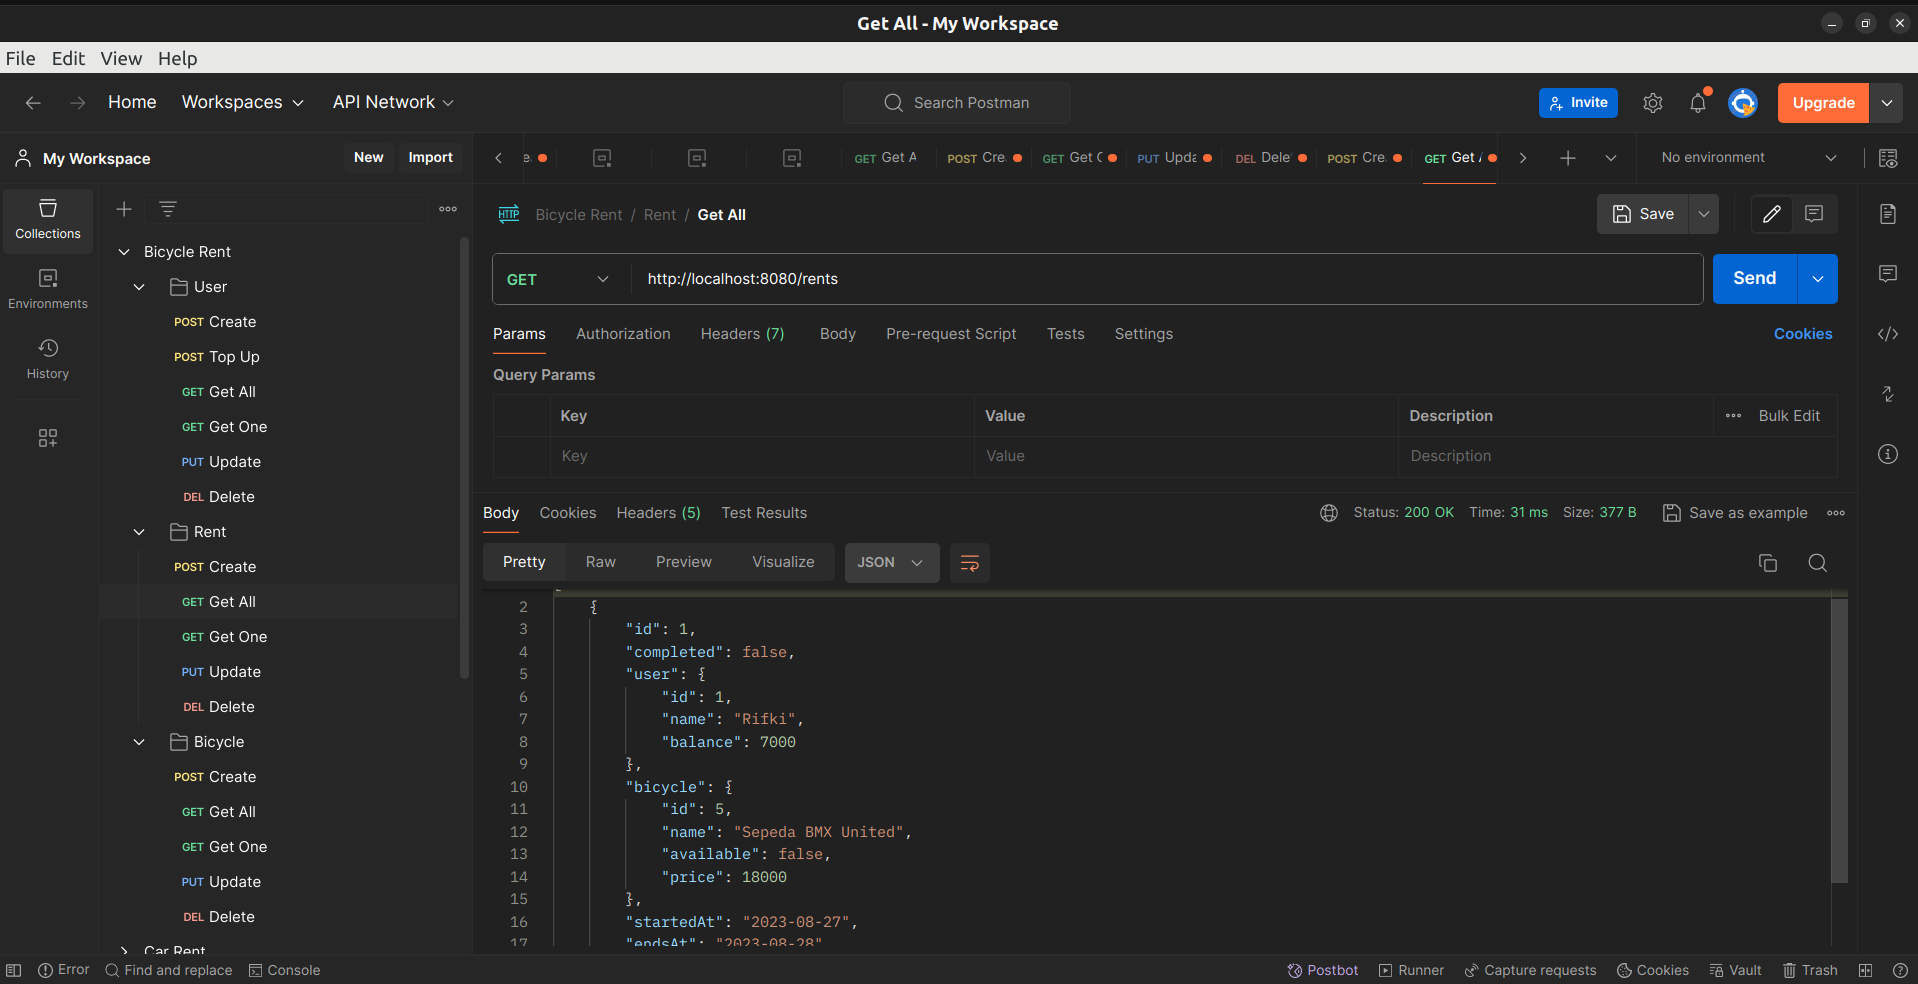 Get All - My Workspace
File Edit View Help
Home Workspaces API Network Search Postman Invite Upgrade
My Workspace New Import
GET Get A POST Cre GET Get PUT Upda DEL Dele POST Cre GET Get No environment
Collections
Environments
History
Bicycle Rent
User
POST Create
POST Top Up
GET Get All
GET Get One
PUT Update
DEL Delete
Rent
POST Create
GET Get All
GET Get One
PUT Update
DEL Delete
Bicycle
POST Create
GET Get All
GET Get One
PUT Update
DEL Delete
Car Rent
HTTP Bicycle Rent / Rent / Get All Save
GET http://localhost:8080/rents Send
Params Authorization Headers (7) Body Pre-request Script Tests Settings Cookies
Query Params
Key Value Description Bulk Edit
Key Value Description
Body Cookies Headers (5) Test Results Status: 200 OK Time: 31 ms Size: 377 B Save as example
Pretty Raw Preview Visualize JSON
2 {
3 "id": 1,
4 "completed": false,
5 "user": {
6 "id": 1,
7 "name": "Rifki",
8 "balance": 7000
9 },
10 "bicycle": {
11 "id": 5,
12 "name": "Sepeda BMX United",
13 "available": false,
14 "price": 18000
15 },
16 "startedAt": "2023-08-27",
17 "endsAt": "2023-08-28"
Error Find and replace Console Postbot Runner Capture requests Cookies Vault Trash